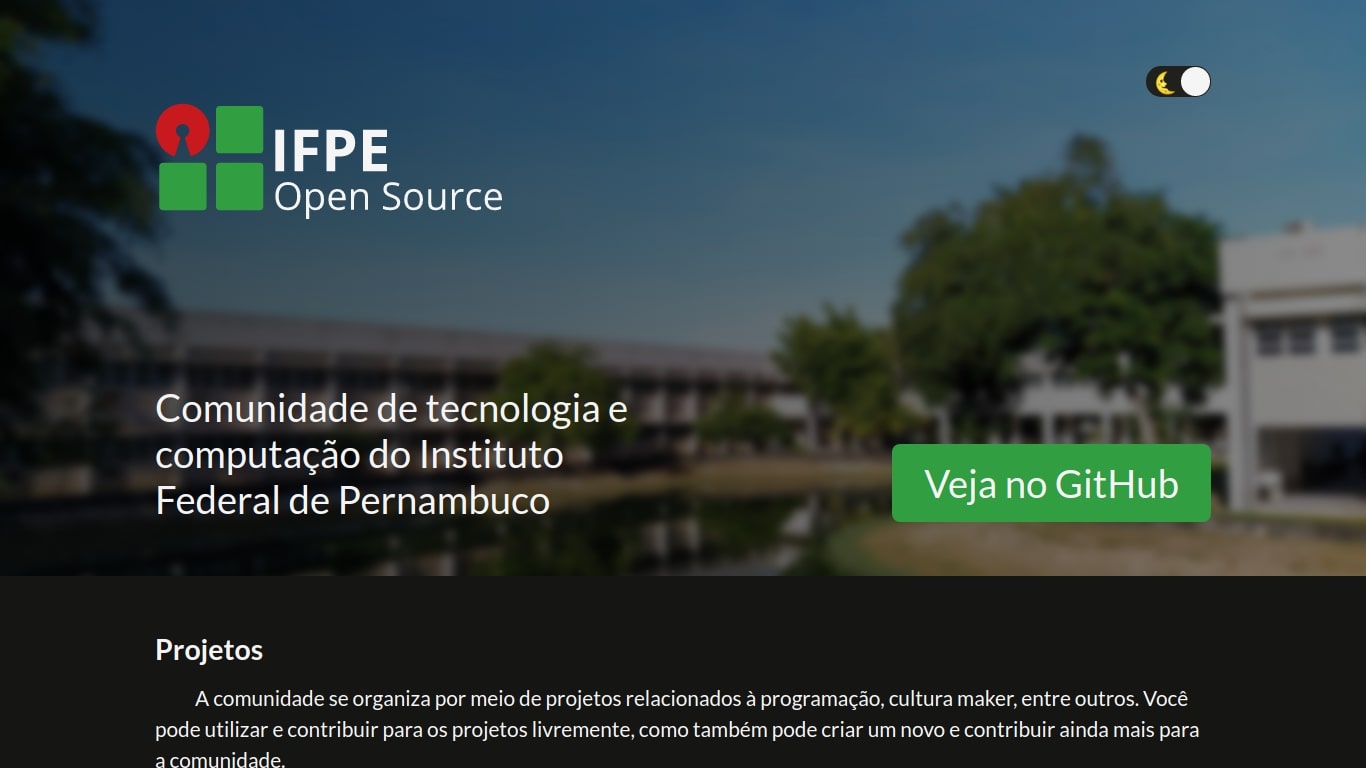 IFPE
Open Source
Comunidade de tecnologia e
computação do Instituto
Federal de Pernambuco
Veja no GitHub
Projetos
A comunidade se organiza por meio de projetos relacionados à programação, cultura maker, entre outros. Você
pode utilizar e contribuir para os projetos livremente, como também pode criar um novo e contribuir ainda mais para
a comunidade.